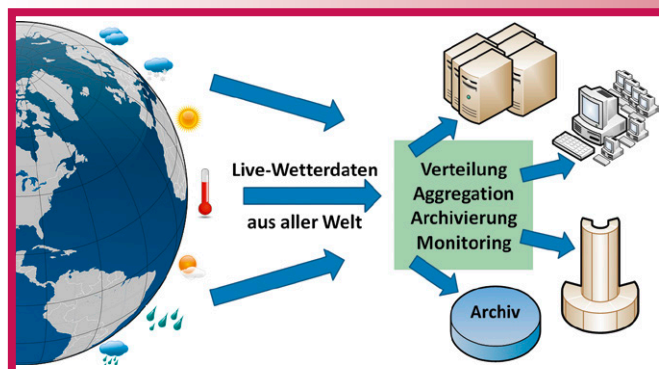 Live-Wetterdaten
aus aller Welt
Verteilung
Aggregation
Archivierung
Monitoring
Archiv